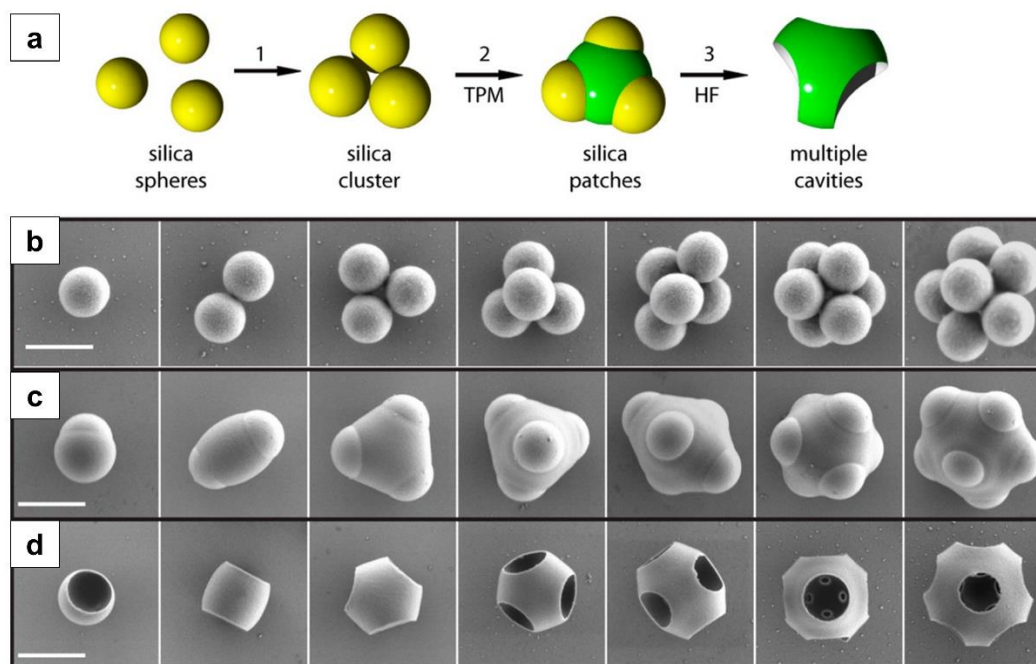 a
1
2
TPM
3
HF
silica
spheres
silica
cluster
silica
patches
multiple
cavities
b
c
d